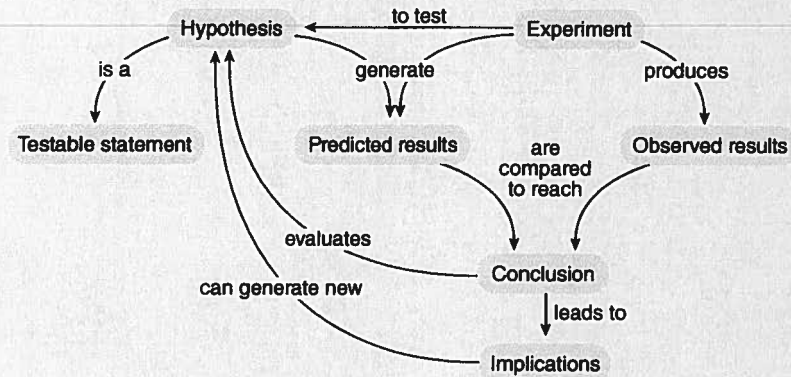 Hypothesis
to test
Experiment
is a
generate
produces
Testable statement
Predicted results
are
compared
to reach
Observed results
evaluates
Conclusion
can generate new
leads to
Implications